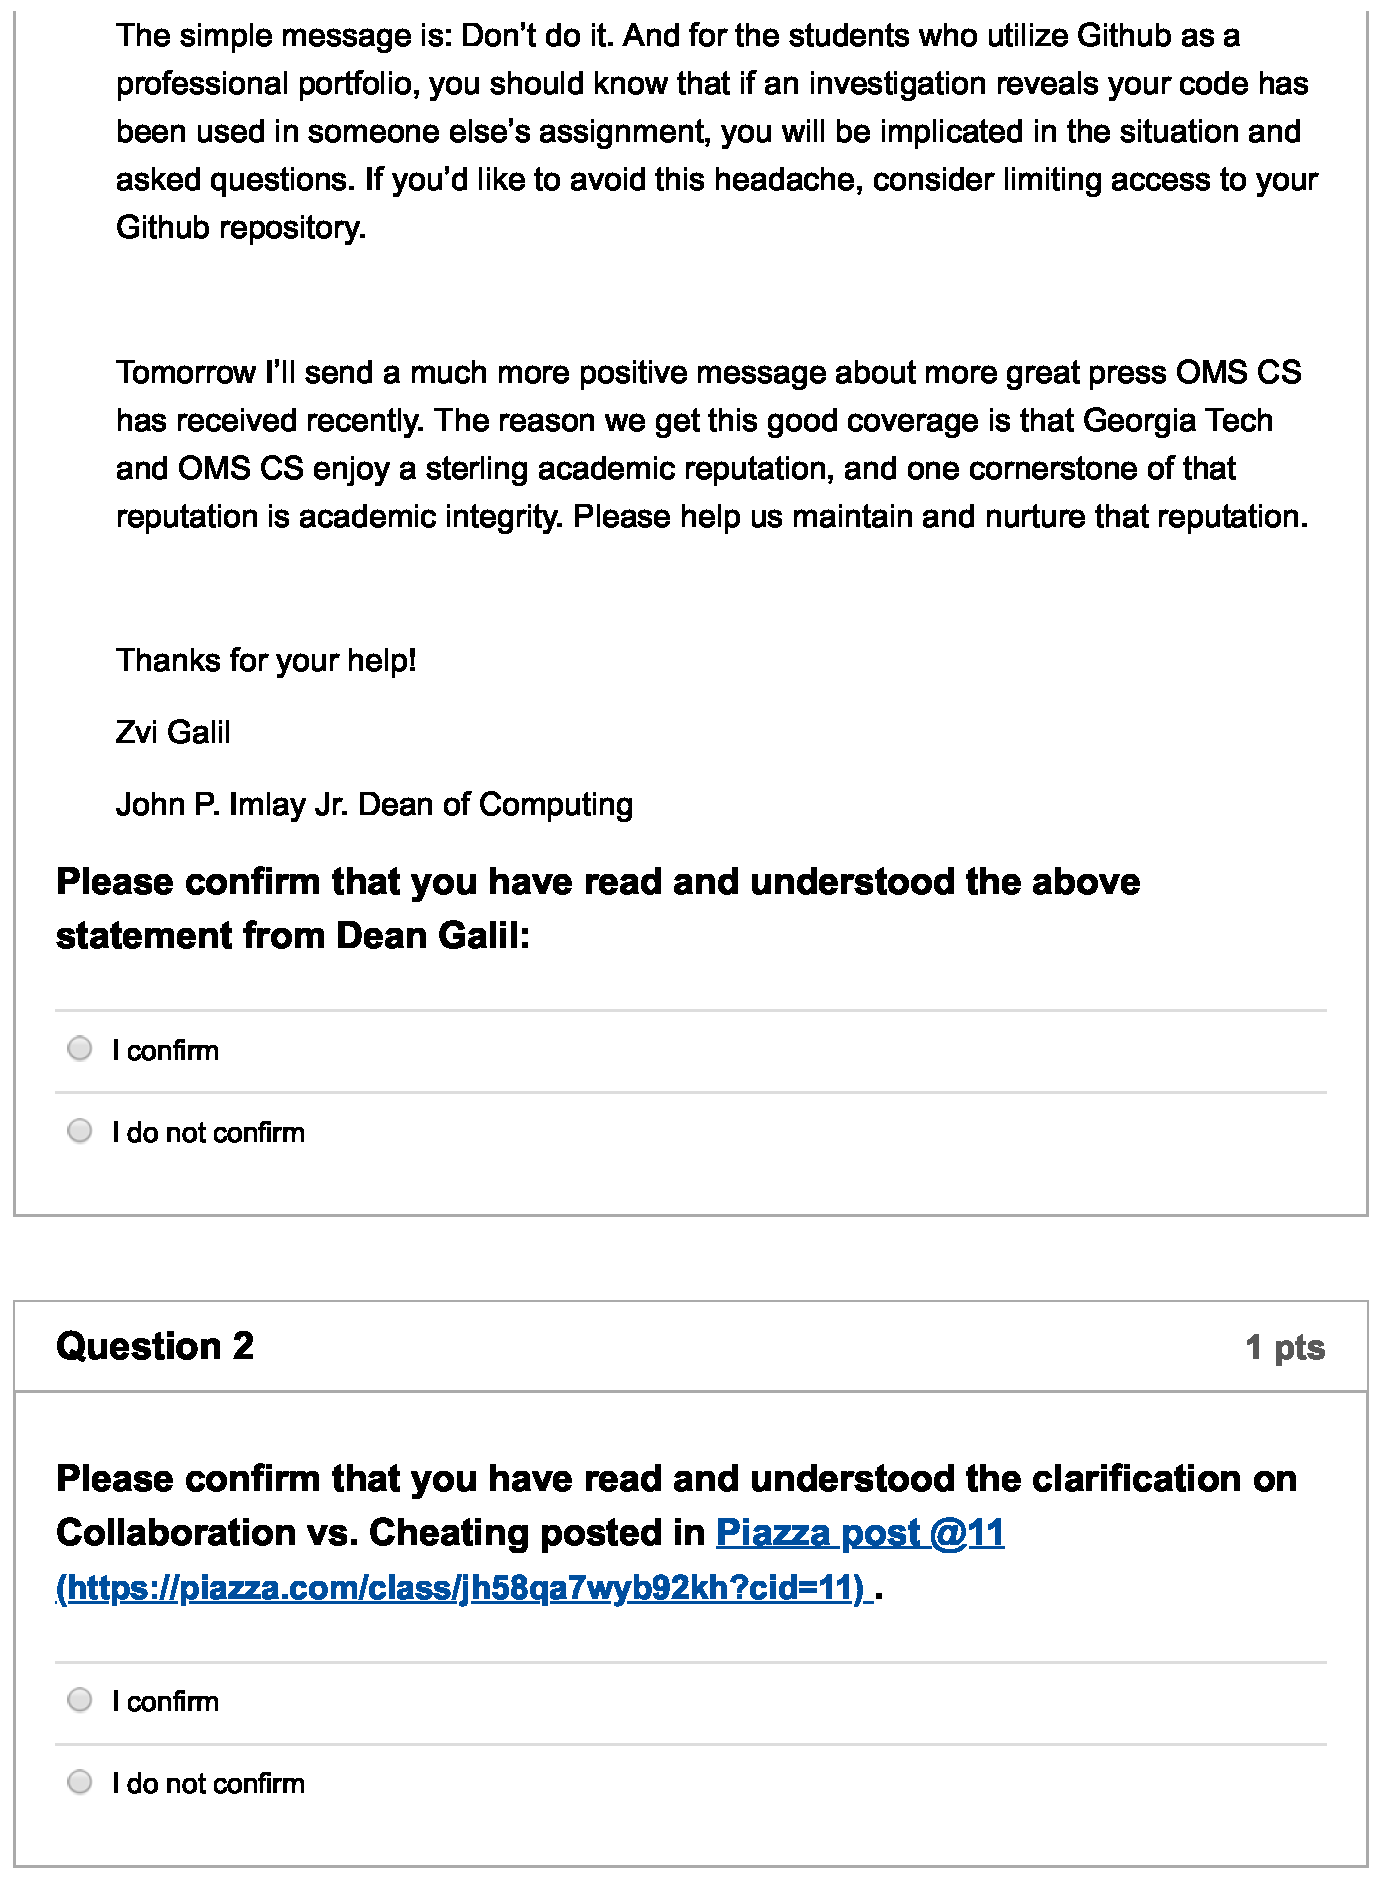 The simple message is: Don’t do it. And for the students who utilize Github as a
professional portfolio, you should know that if an investigation reveals your code has
been used in someone else’s assignment, you will be implicated in the situation and
asked questions. If you’d like to avoid this headache, consider limiting access to your
Github repository.
Tomorrow I’ll send a much more positive message about more great press OMS CS
has received recently. The reason we get this good coverage is that Georgia Tech
and OMS CS enjoy a sterling academic reputation, and one cornerstone of that
reputation is academic integrity. Please help us maintain and nurture that reputation.
Thanks for your help!
Zvi Galil
John P. Imlay Jr. Dean of Computing
Please confirm that you have read and understood the above
statement from Dean Galil:
I confirm
I do not confirm
Question 2 1 pts
Please confirm that you have read and understood the clarification on
Collaboration vs. Cheating posted in Piazza post @11
(https://piazza.com/class/jh58qa7wyb92kh?cid=11) .
I confirm
I do not confirm